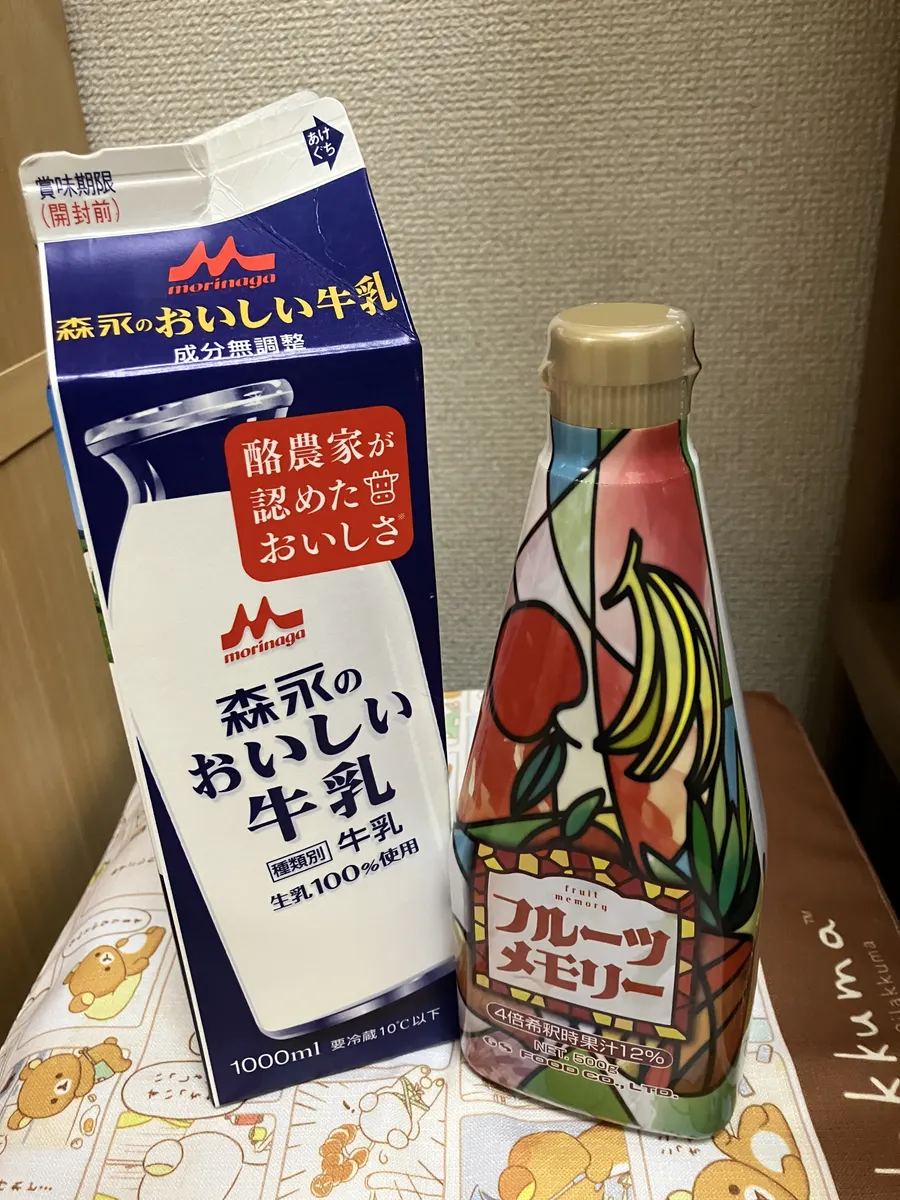 あけ
ぐち
賞味期限
(開封前)
morinaga
森永のおいしい牛乳
成分無調整
酪農家が
認めた
おいしさ※
morinaga
森永の
おいしい
牛乳
種類別 牛乳
生乳100%使用
1000ml 要冷蔵10℃以下
fruit
memory
フルーツ
メモリー
4倍希釈時果汁12%
NET. 500g
GS FOOD CO., LTD.
kkuma™
ilakkuma